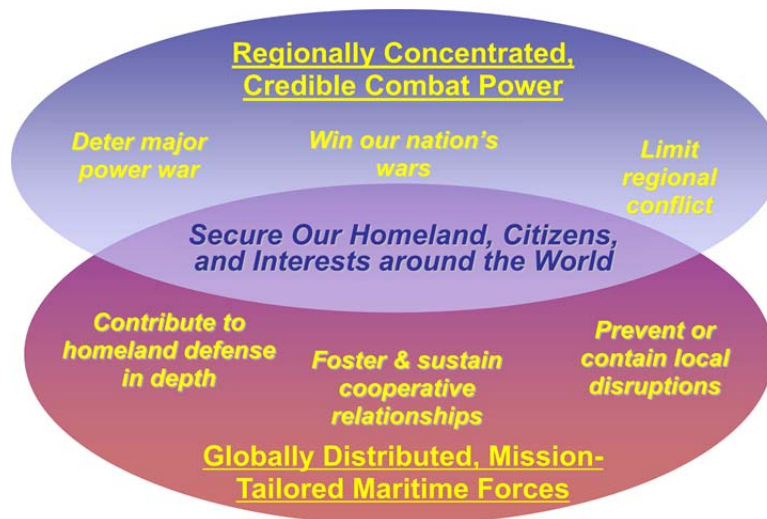 Regionally Concentrated,
Credible Combat Power
Deter major
power war
Win our nation's
wars
Limit
regional
conflict
Secure Our Homeland, Citizens,
and Interests around the World
Contribute to
homeland defense
in depth
Foster & sustain
cooperative
relationships
Prevent or
contain local
disruptions
Globally Distributed, Mission-
Tailored Maritime Forces